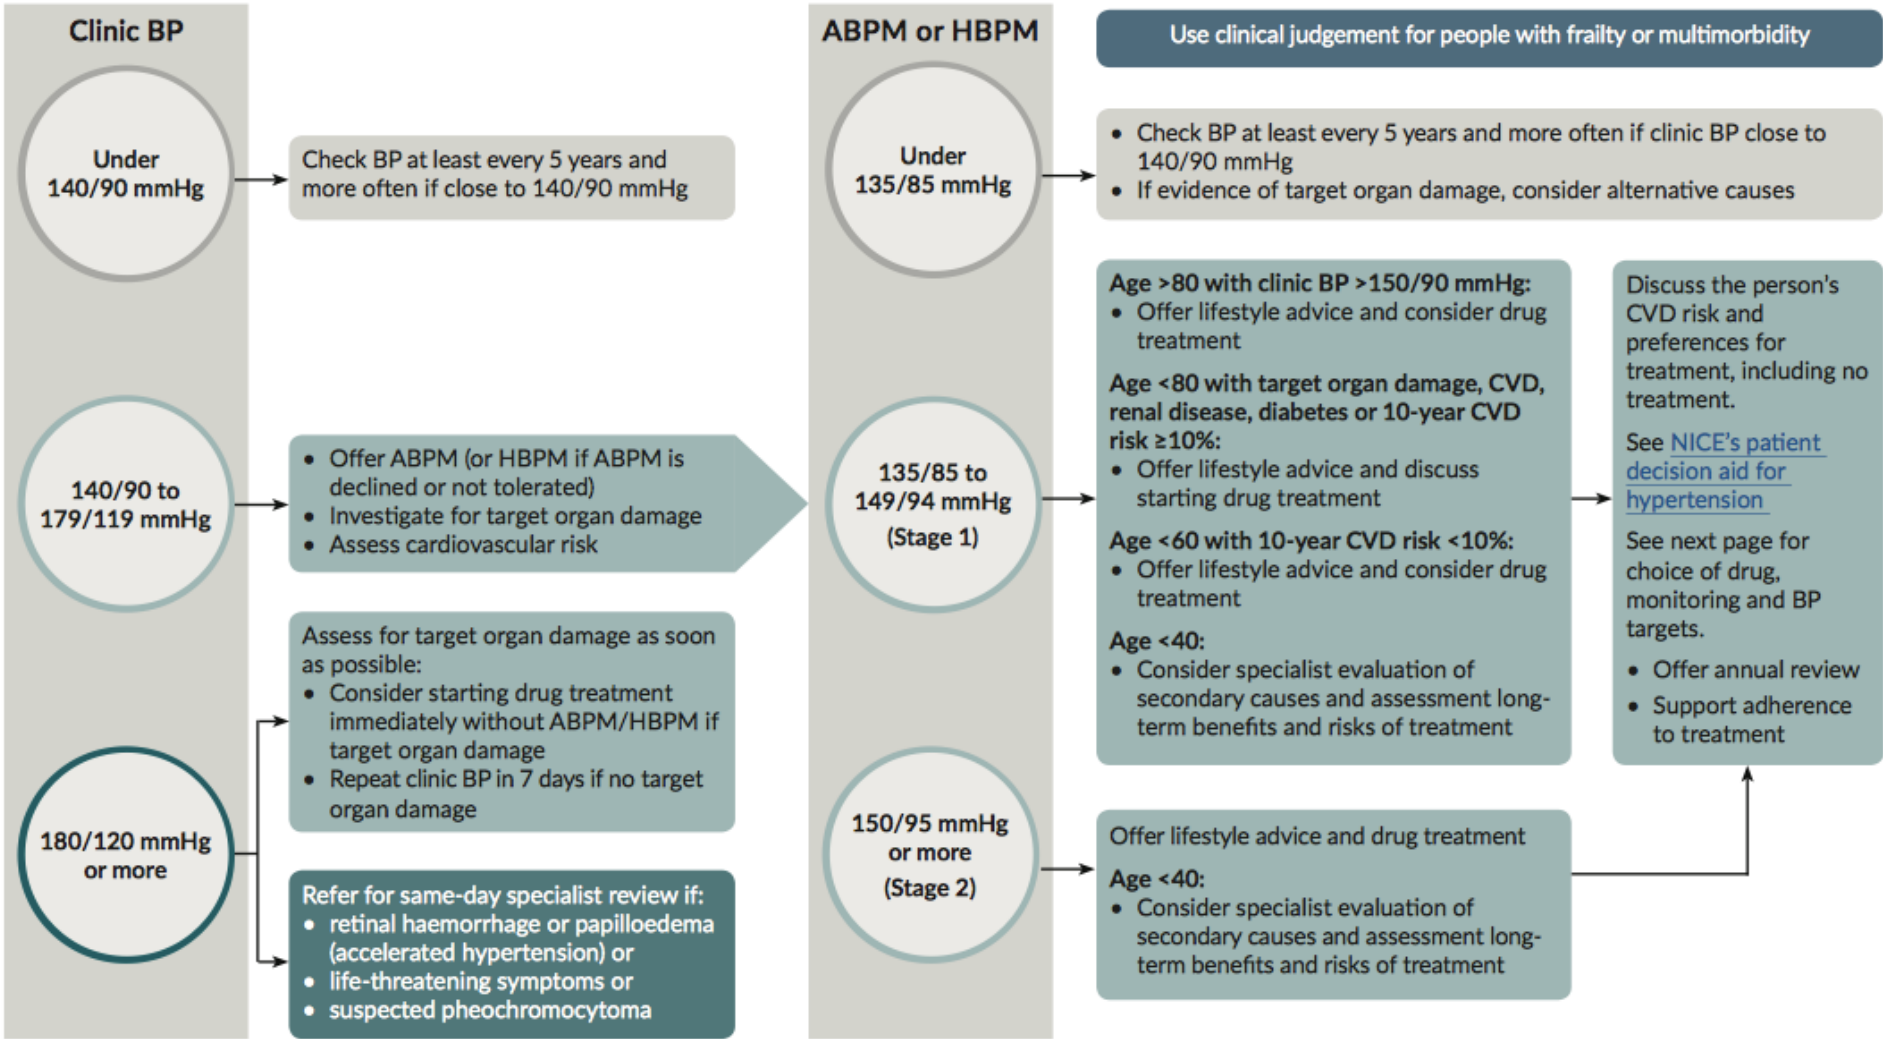 Clinic BP
Under
140/90 mmHg
Check BP at least every 5 years and
more often if close to 140/90 mmHg
140/90 to
179/119 mmHg
• Offer ABPM (or HBPM if ABPM is
declined or not tolerated)
• Investigate for target organ damage
• Assess cardiovascular risk
180/120 mmHg
or more
Assess for target organ damage as soon
as possible:
• Consider starting drug treatment
immediately without ABPM/HBPM if
target organ damage
• Repeat clinic BP in 7 days if no target
organ damage
Refer for same-day specialist review if:
• retinal haemorrhage or papilloedema
(accelerated hypertension) or
• life-threatening symptoms or
• suspected pheochromocytoma
ABPM or HBPM
Use clinical judgement for people with frailty or multimorbidity
Under
135/85 mmHg
• Check BP at least every 5 years and more often if clinic BP close to
140/90 mmHg
• If evidence of target organ damage, consider alternative causes
135/85 to
149/94 mmHg
(Stage 1)
Age >80 with clinic BP >150/90 mmHg:
• Offer lifestyle advice and consider drug
treatment
Age <80 with target organ damage, CVD,
renal disease, diabetes or 10-year CVD
risk ≥10%:
• Offer lifestyle advice and discuss
starting drug treatment
Age <60 with 10-year CVD risk <10%:
• Offer lifestyle advice and consider drug
treatment
Age <40:
• Consider specialist evaluation of
secondary causes and assessment long-
term benefits and risks of treatment
Discuss the person's
CVD risk and
preferences for
treatment, including no
treatment.
See NICE's patient
decision aid for
hypertension
See next page for
choice of drug,
monitoring and BP
targets.
• Offer annual review
• Support adherence
to treatment
150/95 mmHg
or more
(Stage 2)
Offer lifestyle advice and drug treatment
Age <40:
• Consider specialist evaluation of
secondary causes and assessment long-
term benefits and risks of treatment